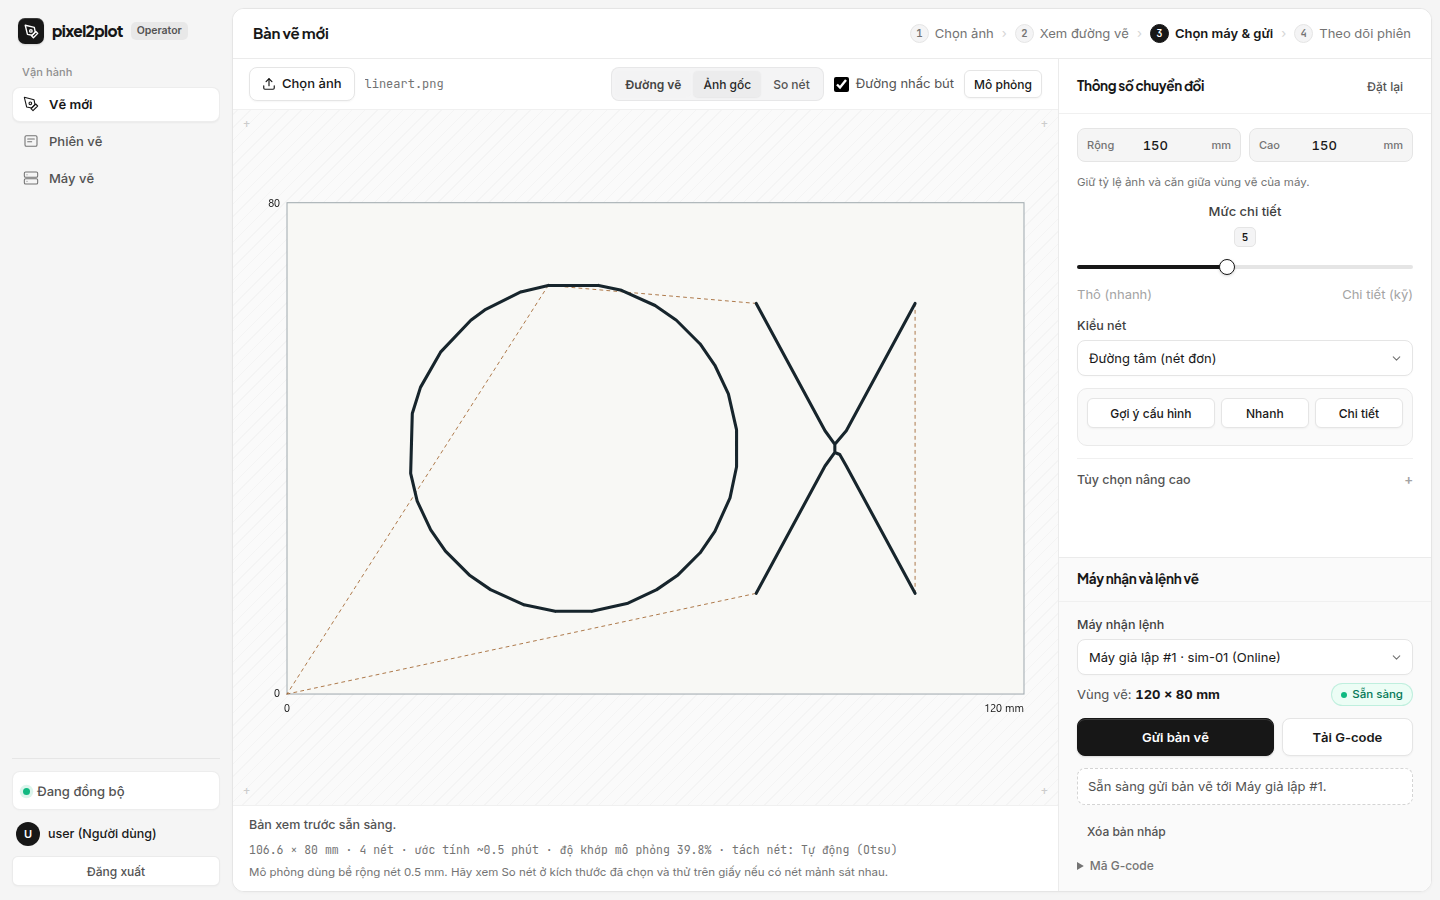 pixel2plot Operator
Vận hành
Vẽ mới
Phiên vẽ
Máy vẽ
Đang đồng bộ
U user (Người dùng)
Đăng xuất
Bản vẽ mới
1 Chọn ảnh › 2 Xem đường vẽ › 3 Chọn máy & gửi › 4 Theo dõi phiên
Chọn ảnh lineart.png
Đường vẽ Ảnh gốc So nét Đường nhấc bút Mô phỏng
80
0
0
120 mm
Bản xem trước sẵn sàng.
106.6 × 80 mm · 4 nét · ước tính ~0.5 phút · độ khớp mô phỏng 39.8% · tách nét: Tự động (Otsu)
Mô phỏng dùng bề rộng nét 0.5 mm. Hãy xem So nét ở kích thước đã chọn và thử trên giấy nếu có nét mảnh sát nhau.
Thông số chuyển đổi Đặt lại
Rộng 150 mm Cao 150 mm
Giữ tỷ lệ ảnh và căn giữa vùng vẽ của máy.
Mức chi tiết
5
Thô (nhanh) Chi tiết (kỹ)
Kiểu nét
Đường tâm (nét đơn)
Gợi ý cấu hình Nhanh Chi tiết
Tùy chọn nâng cao +
Máy nhận và lệnh vẽ
Máy nhận lệnh
Máy giả lập #1 · sim-01 (Online)
Vùng vẽ: 120 × 80 mm Sẵn sàng
Gửi bản vẽ Tải G-code
Sẵn sàng gửi bản vẽ tới Máy giả lập #1.
Xóa bản nháp
Mã G-code